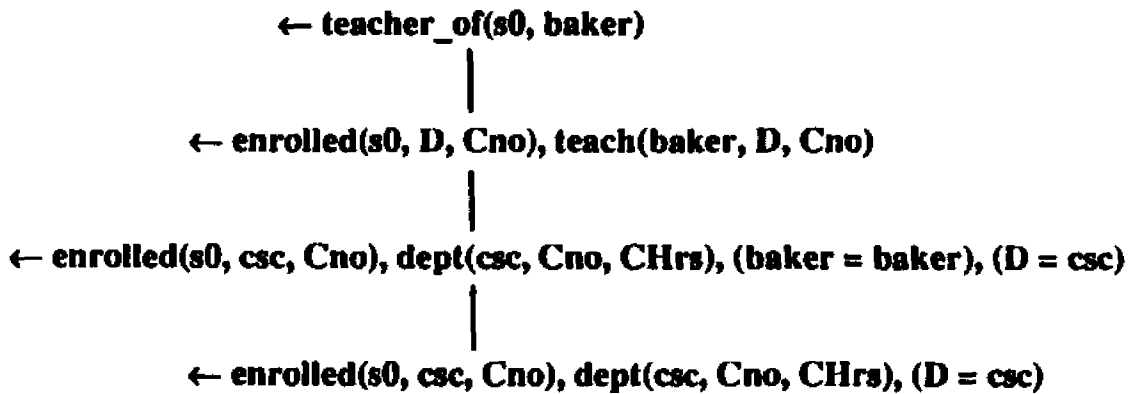 ← teacher_of(s0, baker)
← enrolled(s0, D, Cno), teach(baker, D, Cno)
← enrolled(s0, csc, Cno), dept(csc, Cno, CHrs), (baker = baker), (D = csc)
← enrolled(s0, csc, Cno), dept(csc, Cno, CHrs), (D = csc)